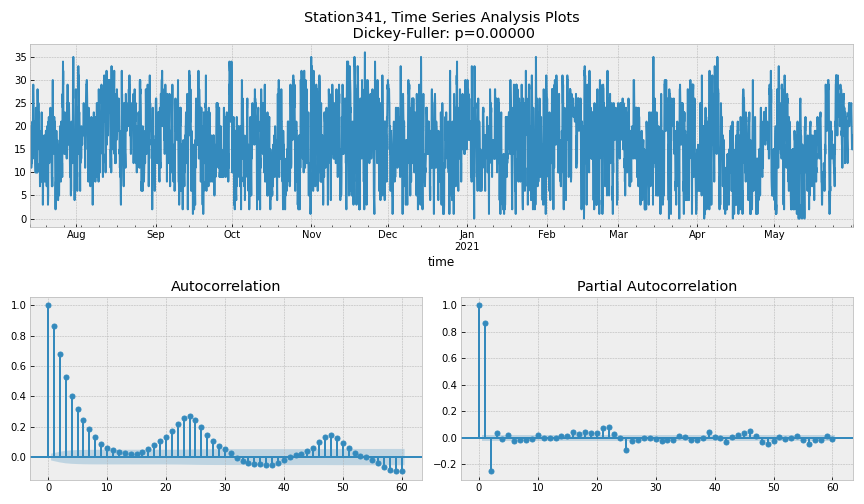 Station341, Time Series Analysis Plots
Dickey-Fuller: p=0.00000
35
30
25
20
15
10
5
0
Aug Sep Oct Nov Dec Jan Feb Mar Apr May
2021
time
Autocorrelation
1.0
0.8
0.6
0.4
0.2
0.0
0 10 20 30 40 50 60
Partial Autocorrelation
1.0
0.8
0.6
0.4
0.2
0.0
−0.2
0 10 20 30 40 50 60